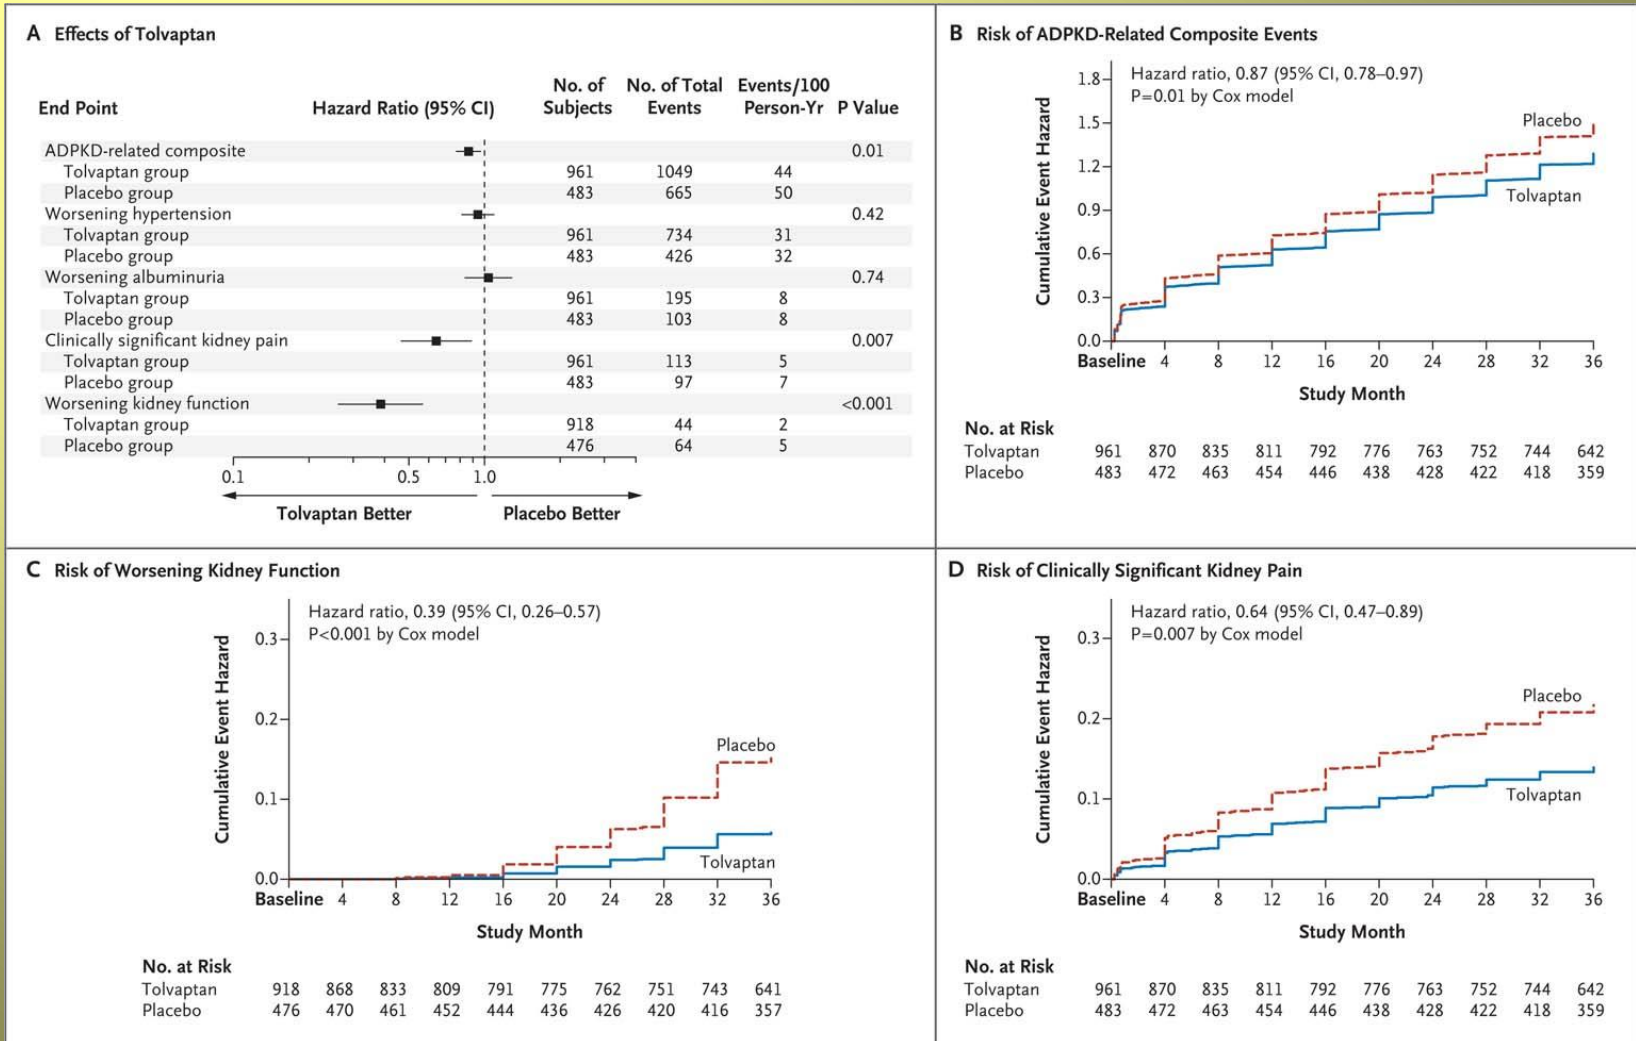 A Effects of Tolvaptan
End Point Hazard Ratio (95% CI) No. of Subjects No. of Total Events Events/100 Person-Yr P Value
ADPKD-related composite 0.01
Tolvaptan group 961 1049 44
Placebo group 483 665 50
Worsening hypertension 0.42
Tolvaptan group 961 734 31
Placebo group 483 426 32
Worsening albuminuria 0.74
Tolvaptan group 961 195 8
Placebo group 483 103 8
Clinically significant kidney pain 0.007
Tolvaptan group 961 113 5
Placebo group 483 97 7
Worsening kidney function <0.001
Tolvaptan group 918 44 2
Placebo group 476 64 5
0.1 0.5 1.0
Tolvaptan Better Placebo Better
B Risk of ADPKD-Related Composite Events
Hazard ratio, 0.87 (95% CI, 0.78–0.97)
P=0.01 by Cox model
Cumulative Event Hazard
1.8
1.5
1.2
0.9
0.6
0.3
0.0
Placebo
Tolvaptan
Baseline 4 8 12 16 20 24 28 32 36
Study Month
No. at Risk
Tolvaptan 961 870 835 811 792 776 763 752 744 642
Placebo 483 472 463 454 446 438 428 422 418 359
C Risk of Worsening Kidney Function
Hazard ratio, 0.39 (95% CI, 0.26–0.57)
P<0.001 by Cox model
Cumulative Event Hazard
0.3
0.2
0.1
0.0
Placebo
Tolvaptan
Baseline 4 8 12 16 20 24 28 32 36
Study Month
No. at Risk
Tolvaptan 918 868 833 809 791 775 762 751 743 641
Placebo 476 470 461 452 444 436 426 420 416 357
D Risk of Clinically Significant Kidney Pain
Hazard ratio, 0.64 (95% CI, 0.47–0.89)
P=0.007 by Cox model
Cumulative Event Hazard
0.3
0.2
0.1
0.0
Placebo
Tolvaptan
Baseline 4 8 12 16 20 24 28 32 36
Study Month
No. at Risk
Tolvaptan 961 870 835 811 792 776 763 752 744 642
Placebo 483 472 463 454 446 438 428 422 418 359